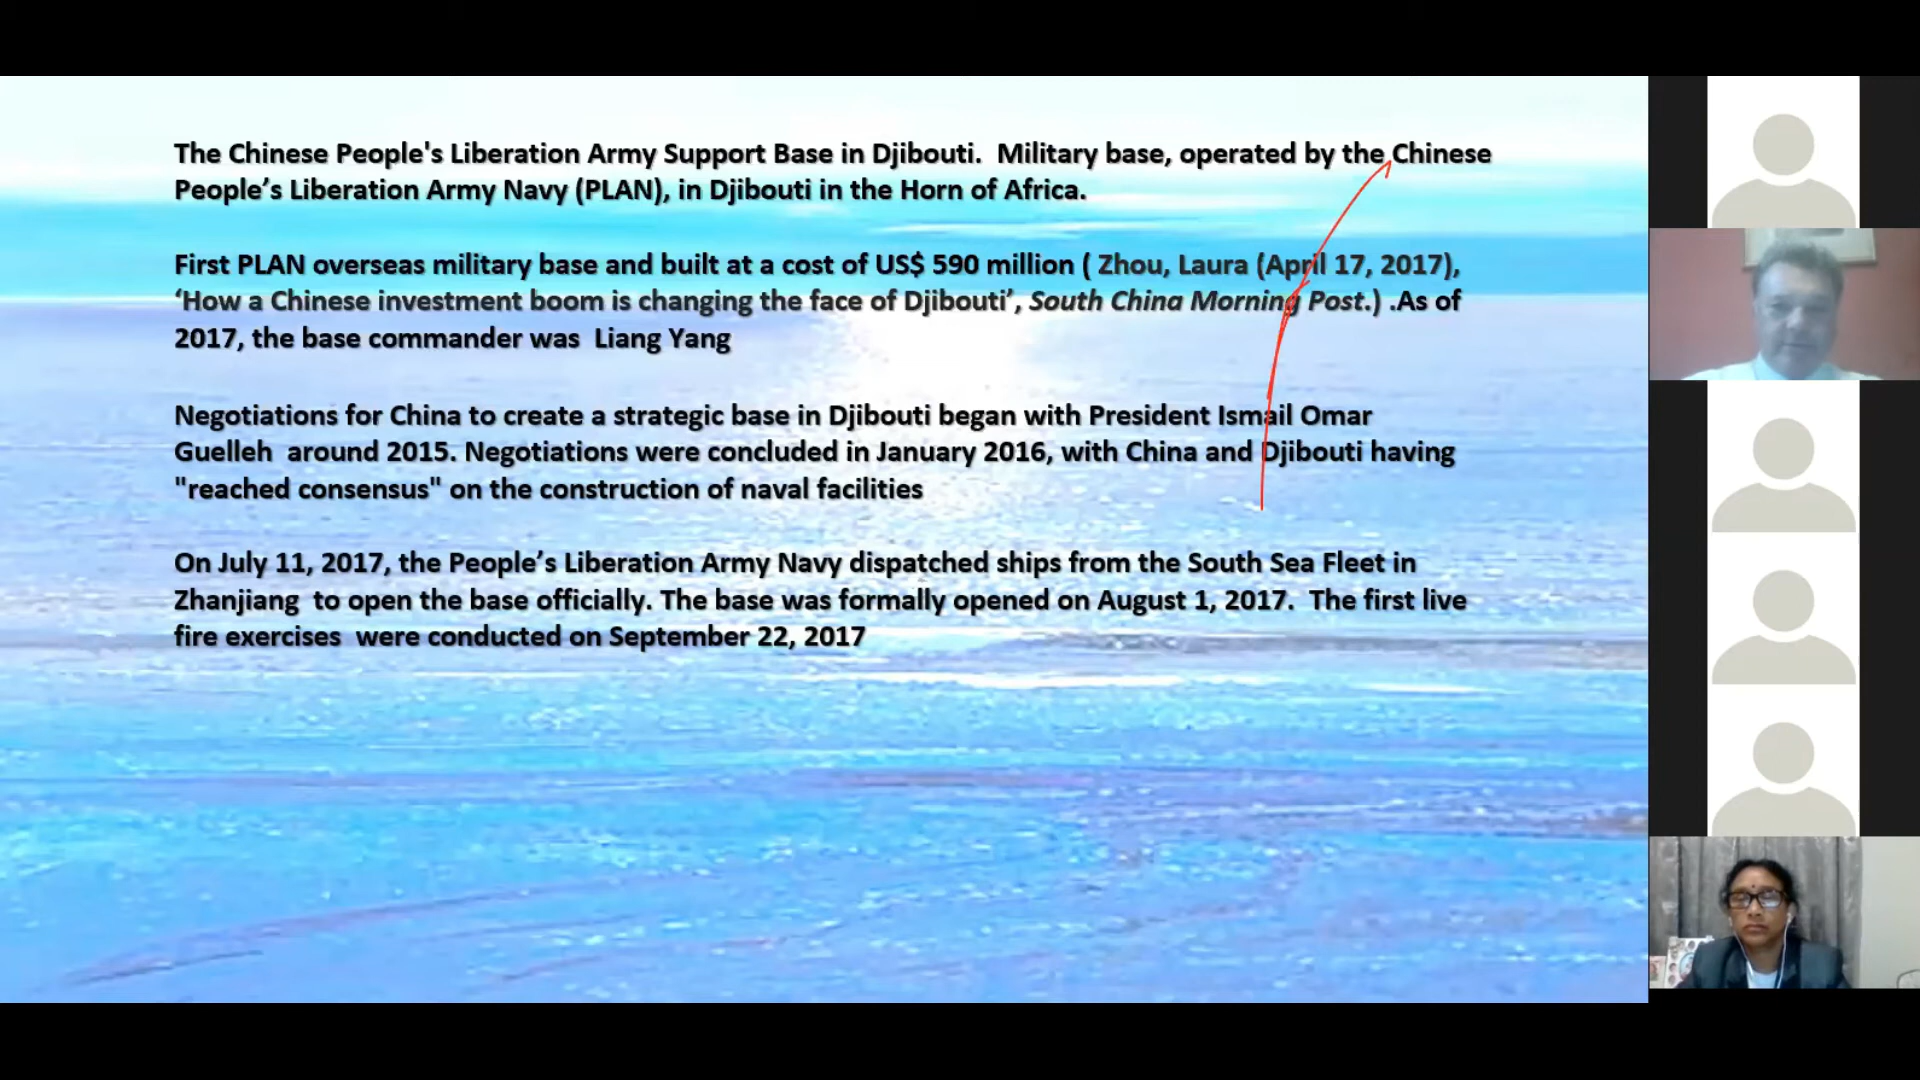 The Chinese People's Liberation Army Support Base in Djibouti.  Military base, operated by the Chinese
People’s Liberation Army Navy (PLAN), in Djibouti in the Horn of Africa.
First PLAN overseas military base and built at a cost of US$ 590 million ( Zhou, Laura (April 17, 2017),
‘How a Chinese investment boom is changing the face of Djibouti’, South China Morning Post.) .As of
2017, the base commander was  Liang Yang
Negotiations for China to create a strategic base in Djibouti began with President Ismail Omar
Guelleh  around 2015. Negotiations were concluded in January 2016, with China and Djibouti having
"reached consensus" on the construction of naval facilities
On July 11, 2017, the People’s Liberation Army Navy dispatched ships from the South Sea Fleet in
Zhanjiang  to open the base officially. The base was formally opened on August 1, 2017.  The first live
fire exercises  were conducted on September 22, 2017